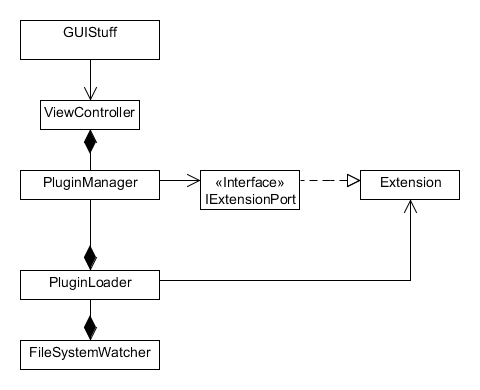 GUIStuff
ViewController
PluginManager
«Interface»
IExtensionPort
Extension
PluginLoader
FileSystemWatcher